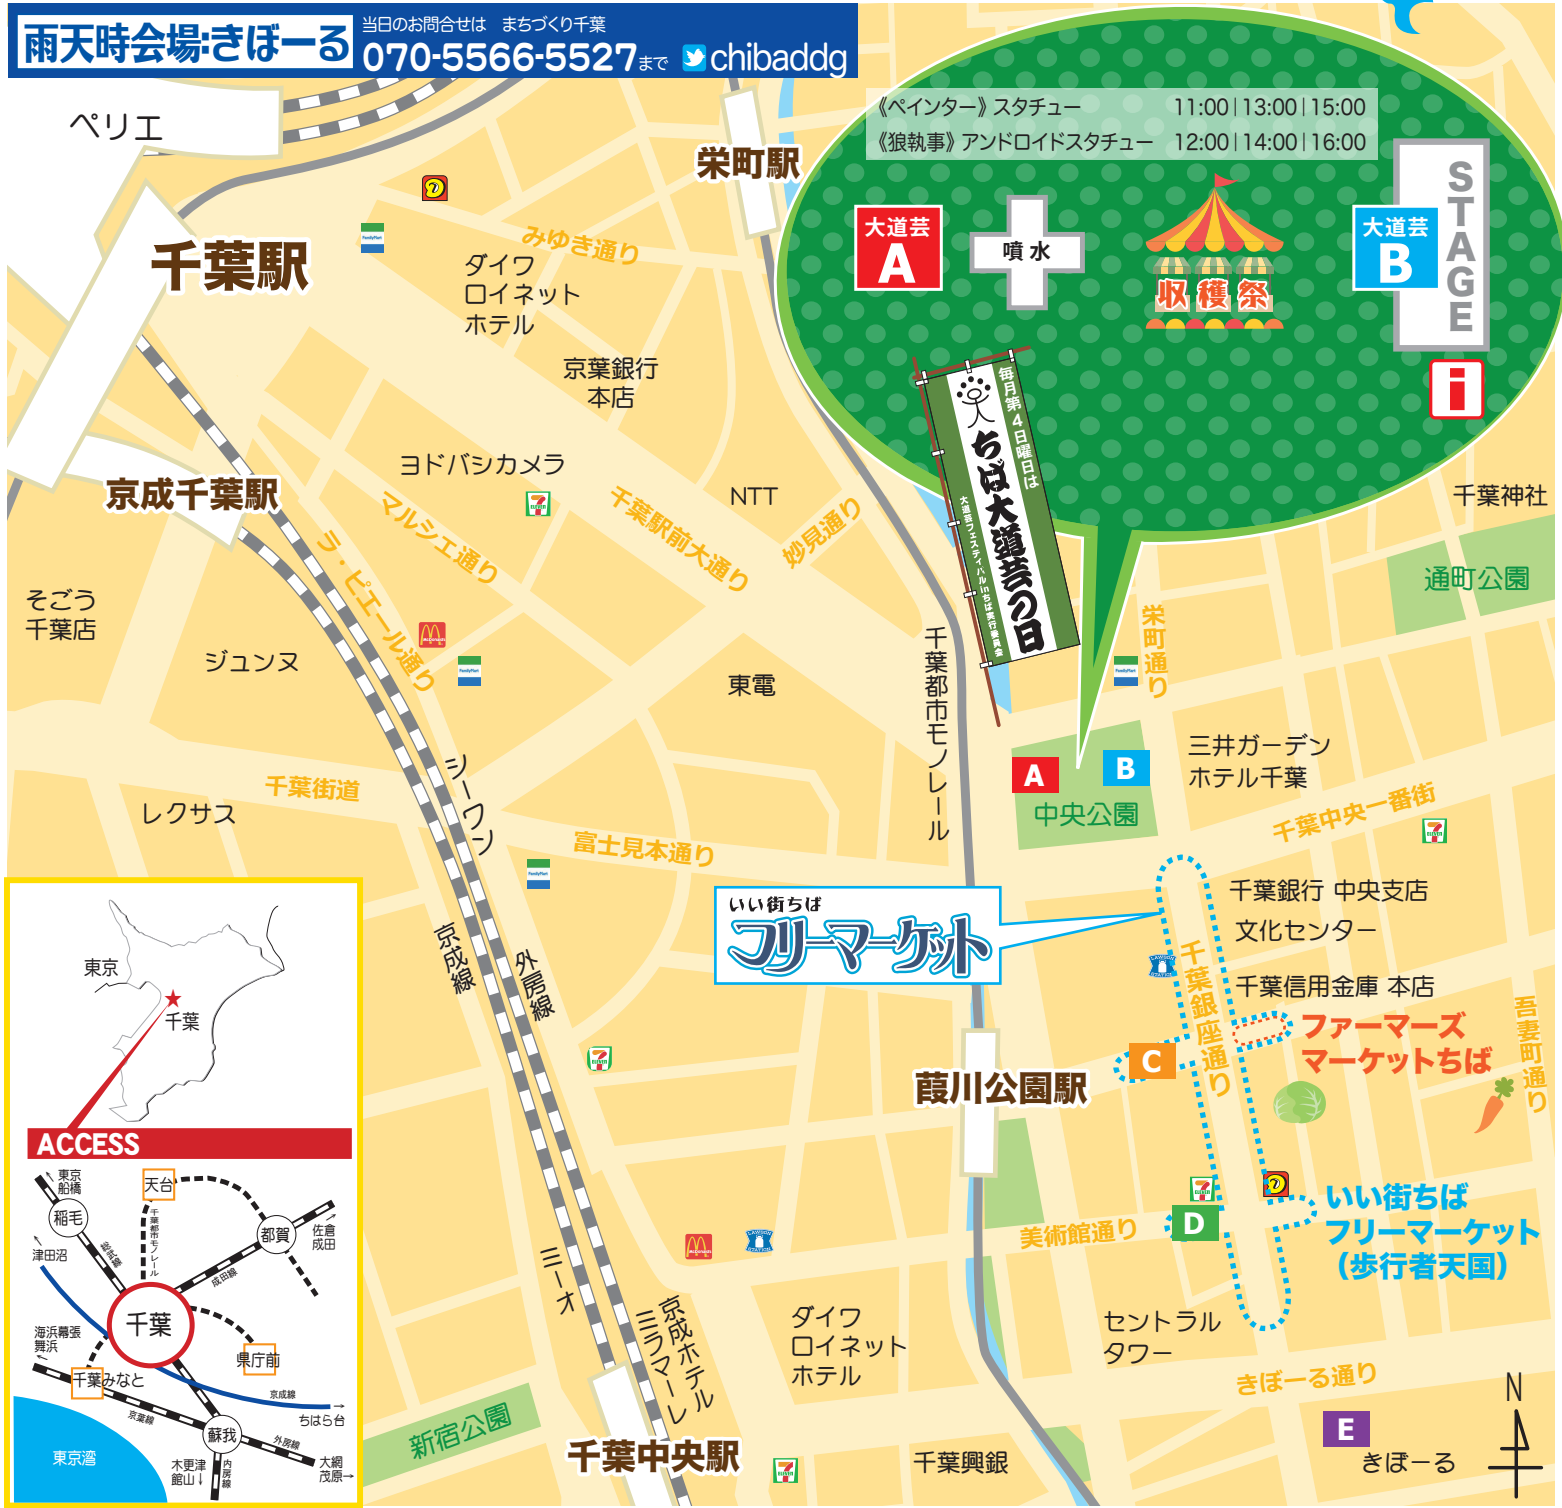 雨天時会場:きぼーる
当日のお問合せは　まちづくり千葉
070-5566-5527まで chibaddg
ペリエ
栄町駅
《ペインター》スタチュー 11:00|13:00|15:00
《狼執事》アンドロイドスタチュー 12:00|14:00|16:00
大道芸
A
噴水
収穫祭
大道芸
B
STAGE
i
毎月第4日曜日は
ちば大道芸の日
大道芸フェスティバルinちば実行委員会
千葉駅
みゆき通り
FamilyMart
ダイワ
ロイネット
ホテル
京葉銀行
本店
京成千葉駅
ヨドバシカメラ
7
ELEVEN
マルシェ通り
千葉駅前大通り
NTT
妙見通り
千葉神社
通町公園
ラ・ピエール通り
そごう
千葉店
ジュンヌ
McDonald's
FamilyMart
東電
千葉都市モノレール
FamilyMart
栄町通り
A
B
中央公園
三井ガーデン
ホテル千葉
千葉街道
レクサス
シーワン
富士見本通り
FamilyMart
千葉中央一番街
7
ELEVEN
いい街ちば
フリーマーケット
千葉銀行 中央支店
文化センター
LAWSON
STATION
千葉銀座通り
千葉信用金庫 本店
ファーマーズ
マーケットちば
吾妻町通り
京成線
外房線
7
ELEVEN
C
葭川公園駅
7
ELEVEN
D
いい街ちば
フリーマーケット
(歩行者天国)
美術館通り
McDonald's
LAWSON
STATION
ミーオ
京成ホテル
ミラマーレ
ダイワ
ロイネット
ホテル
セントラル
タワー
きぼーる通り
E
きぼーる
N
新宿公園
千葉中央駅
7
ELEVEN
千葉興銀
東京
千葉
ACCESS
↖東京
船橋
天台
稲毛
千葉都市モノレール
都賀
佐倉
成田
津田沼
総武線
成田線
千葉
海浜幕張
舞浜
←
県庁前
千葉みなと
京成線
→
ちはら台
京葉線
蘇我
外房線
東京湾
木更津
館山↓
内房線
大網
茂原→